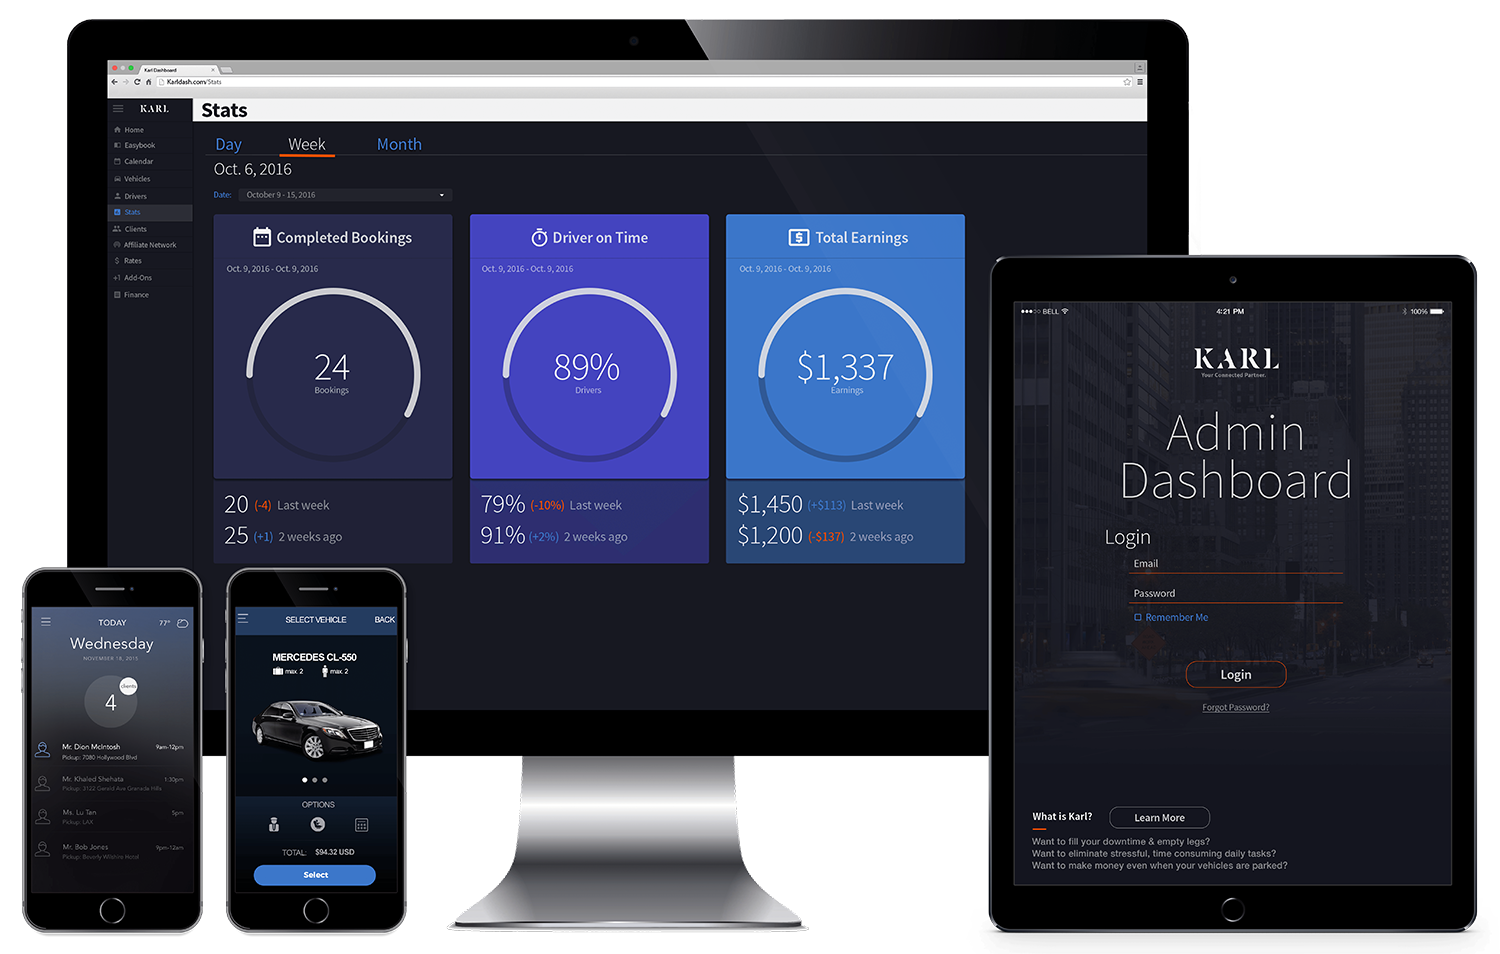 Karl Dashboard
Karldash.com/Stats
KARL
Stats
Home
Easybook
Calendar
Vehicles
Drivers
Stats
Clients
Affiliate Network
$ Rates
+1 Add-Ons
Finance
Day Week Month
Oct. 6, 2016
Date: October 9 - 15, 2016
Completed Bookings
Oct. 9, 2016 - Oct. 9, 2016
24
Bookings
20 (-4) Last week
25 (+1) 2 weeks ago
Driver on Time
Oct. 9, 2016 - Oct. 9, 2016
89%
Drivers
79% (-10%) Last week
91% (+2%) 2 weeks ago
$ Total Earnings
Oct. 9, 2016 - Oct. 9, 2016
$1,337
Earnings
$1,450 (+$113) Last week
$1,200 (-$137) 2 weeks ago
TODAY 77°
Wednesday
NOVEMBER 18, 2015
clients
4
Mr. Dion McIntosh 9am-12pm
Pickup: 7080 Hollywood Blvd
Mr. Khaled Shehata 1:30pm
Pickup: 3122 Gerald Ave Granada Hills
Ms. Lu Tan 5pm
Pickup: LAX
Mr. Bob Jones 9pm-12am
Pickup: Beverly Wilshire Hotel
SELECT VEHICLE BACK
MERCEDES CL-550
max. 2 max. 2
OPTIONS
TOTAL: $94.32 USD
Select
BELL 4:21 PM 100%
KARL
Your Connected Partner.
Admin
Dashboard
Login
Email
Password
Remember Me
Login
Forgot Password?
What is Karl? Learn More
Want to fill your downtime & empty legs?
Want to eliminate stressful, time consuming daily tasks?
Want to make money even when your vehicles are parked?